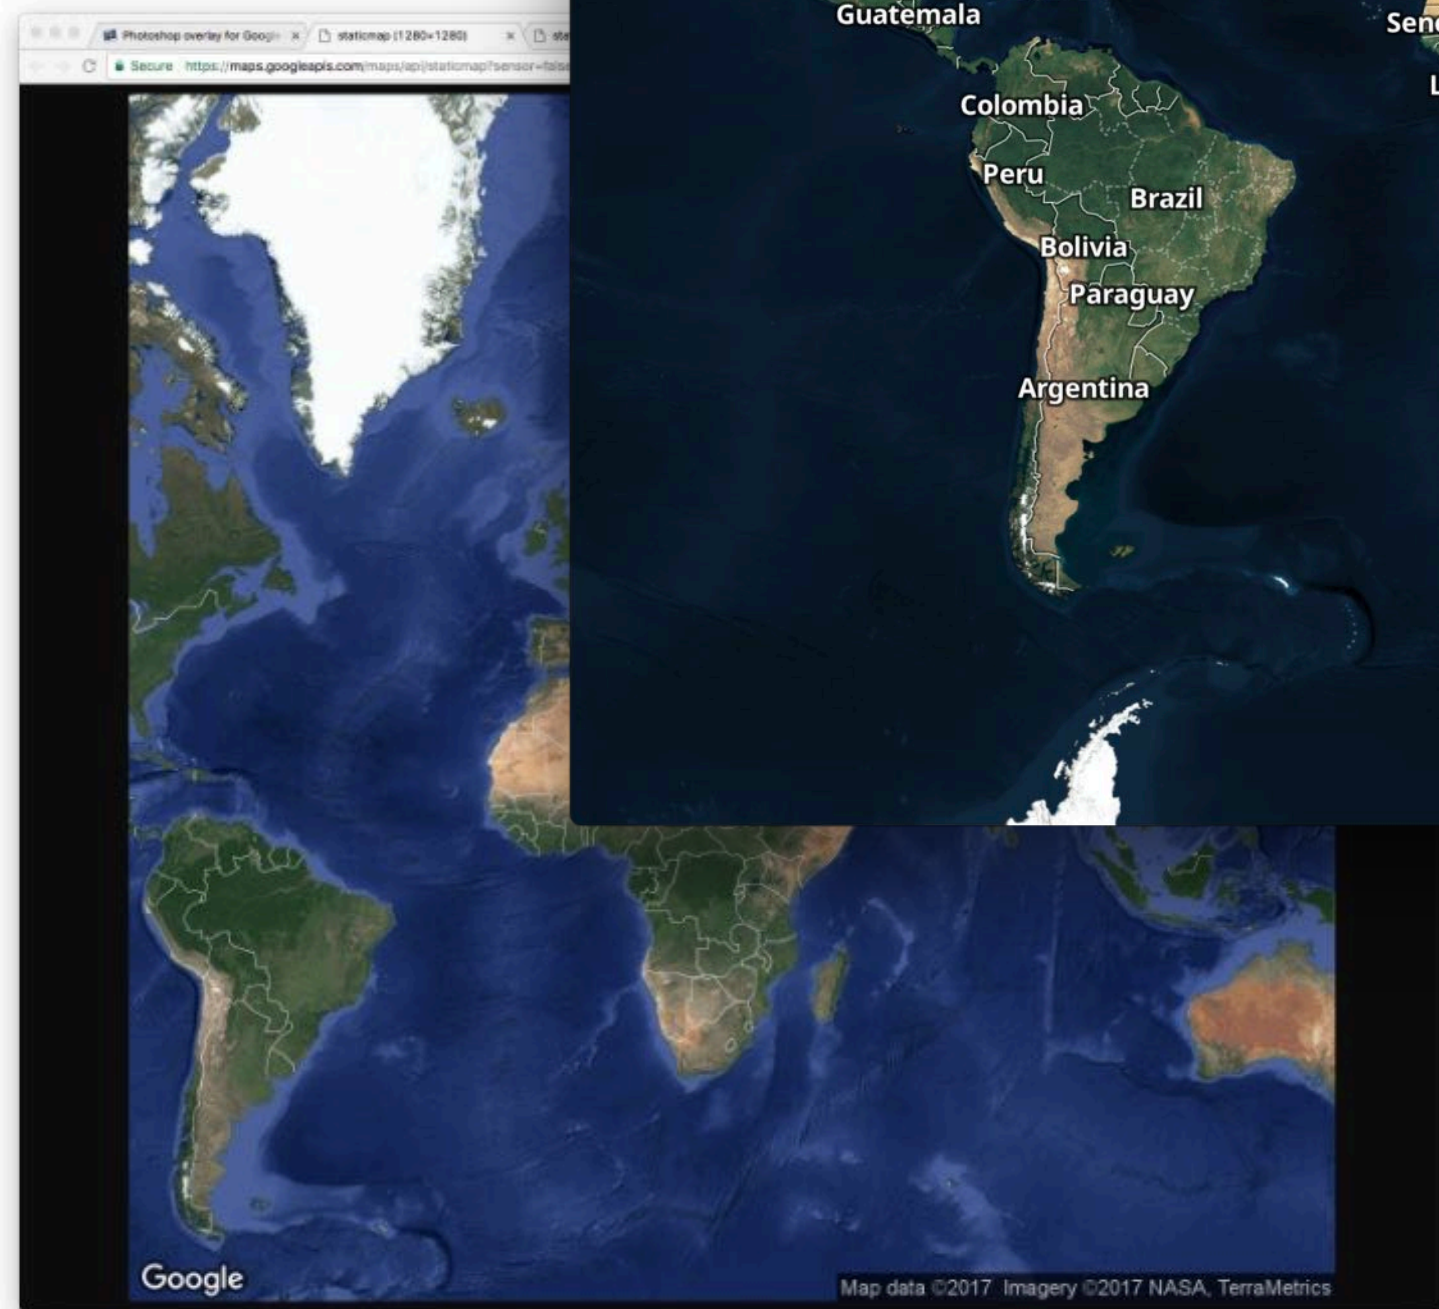 Photoshop overlay for Googl
staticmap (1280×1280)
Secure https://maps.googleapis.com/maps/api/staticmap?sensor=false
Guatemala
Colombia
Peru
Brazil
Bolivia
Paraguay
Argentina
Google
Map data ©2017 Imagery ©2017 NASA, TerraMetrics